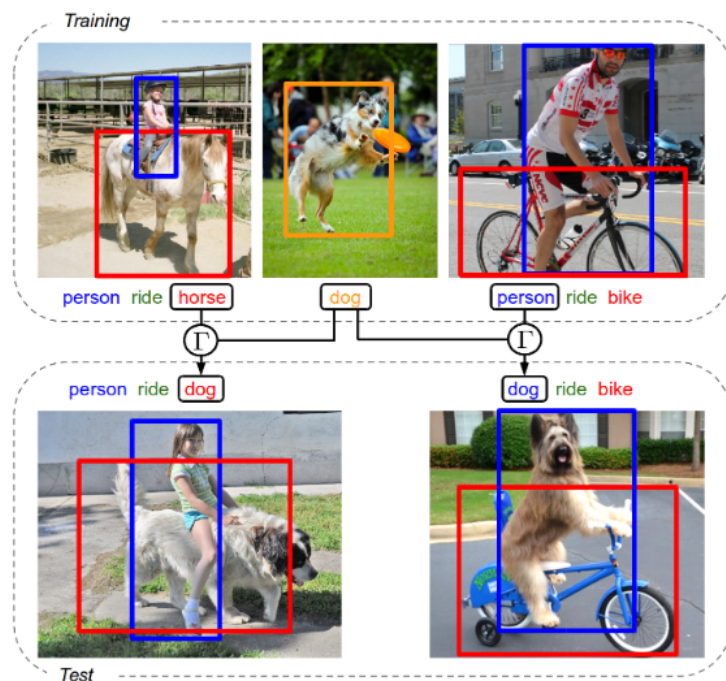 Training
person ride horse
dog
person ride bike
Γ
Γ
person ride dog
dog ride bike
Test